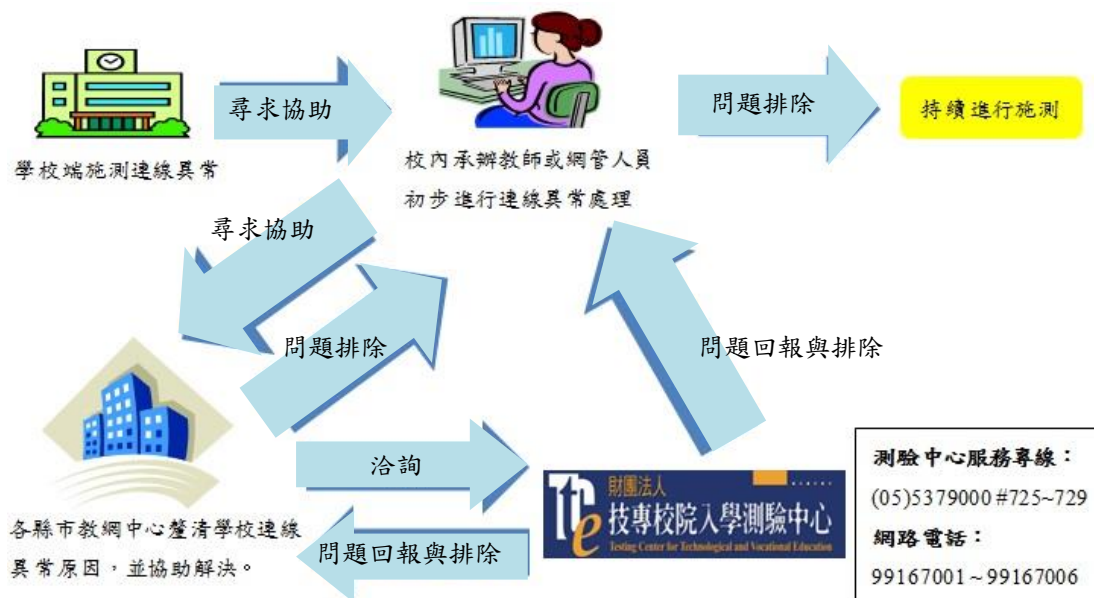 尋求協助
問題排除
持續進行施測
學校端施測連線異常
校內承辦教師或網管人員
初步進行連線異常處理
尋求協助
問題排除
問題回報與排除
各縣市教網中心釐清學校連線
異常原因，並協助解決。
洽詢
問題回報與排除
Ttce
財團法人
技專校院入學測驗中心
Testing Center for Technological and Vocational Education
測驗中心服務專線：
(05)5379000 #725~729
網路電話：
99167001～99167006